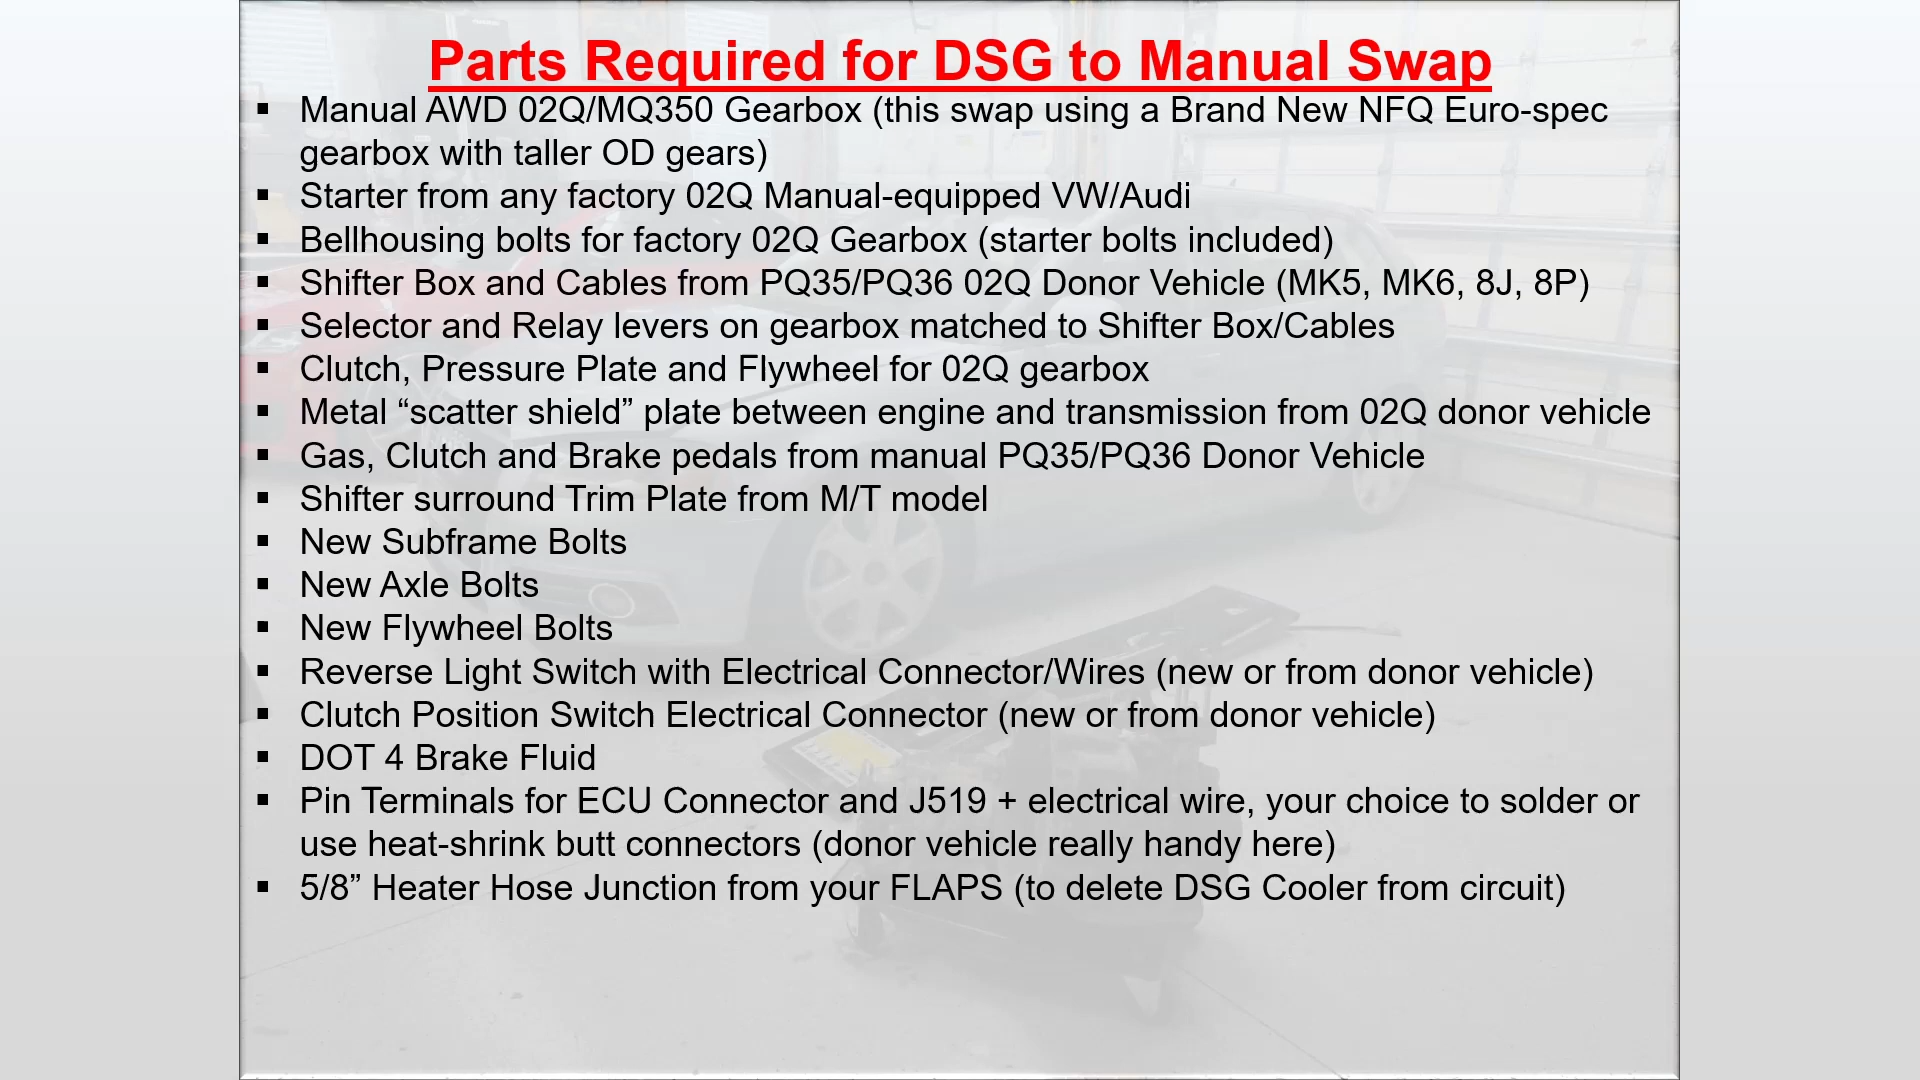 Parts Required for DSG to Manual Swap
▪ Manual AWD 02Q/MQ350 Gearbox (this swap using a Brand New NFQ Euro-spec
gearbox with taller OD gears)
▪ Starter from any factory 02Q Manual-equipped VW/Audi
▪ Bellhousing bolts for factory 02Q Gearbox (starter bolts included)
▪ Shifter Box and Cables from PQ35/PQ36 02Q Donor Vehicle (MK5, MK6, 8J, 8P)
▪ Selector and Relay levers on gearbox matched to Shifter Box/Cables
▪ Clutch, Pressure Plate and Flywheel for 02Q gearbox
▪ Metal “scatter shield” plate between engine and transmission from 02Q donor vehicle
▪ Gas, Clutch and Brake pedals from manual PQ35/PQ36 Donor Vehicle
▪ Shifter surround Trim Plate from M/T model
▪ New Subframe Bolts
▪ New Axle Bolts
▪ New Flywheel Bolts
▪ Reverse Light Switch with Electrical Connector/Wires (new or from donor vehicle)
▪ Clutch Position Switch Electrical Connector (new or from donor vehicle)
▪ DOT 4 Brake Fluid
▪ Pin Terminals for ECU Connector and J519 + electrical wire, your choice to solder or
use heat-shrink butt connectors (donor vehicle really handy here)
▪ 5/8” Heater Hose Junction from your FLAPS (to delete DSG Cooler from circuit)